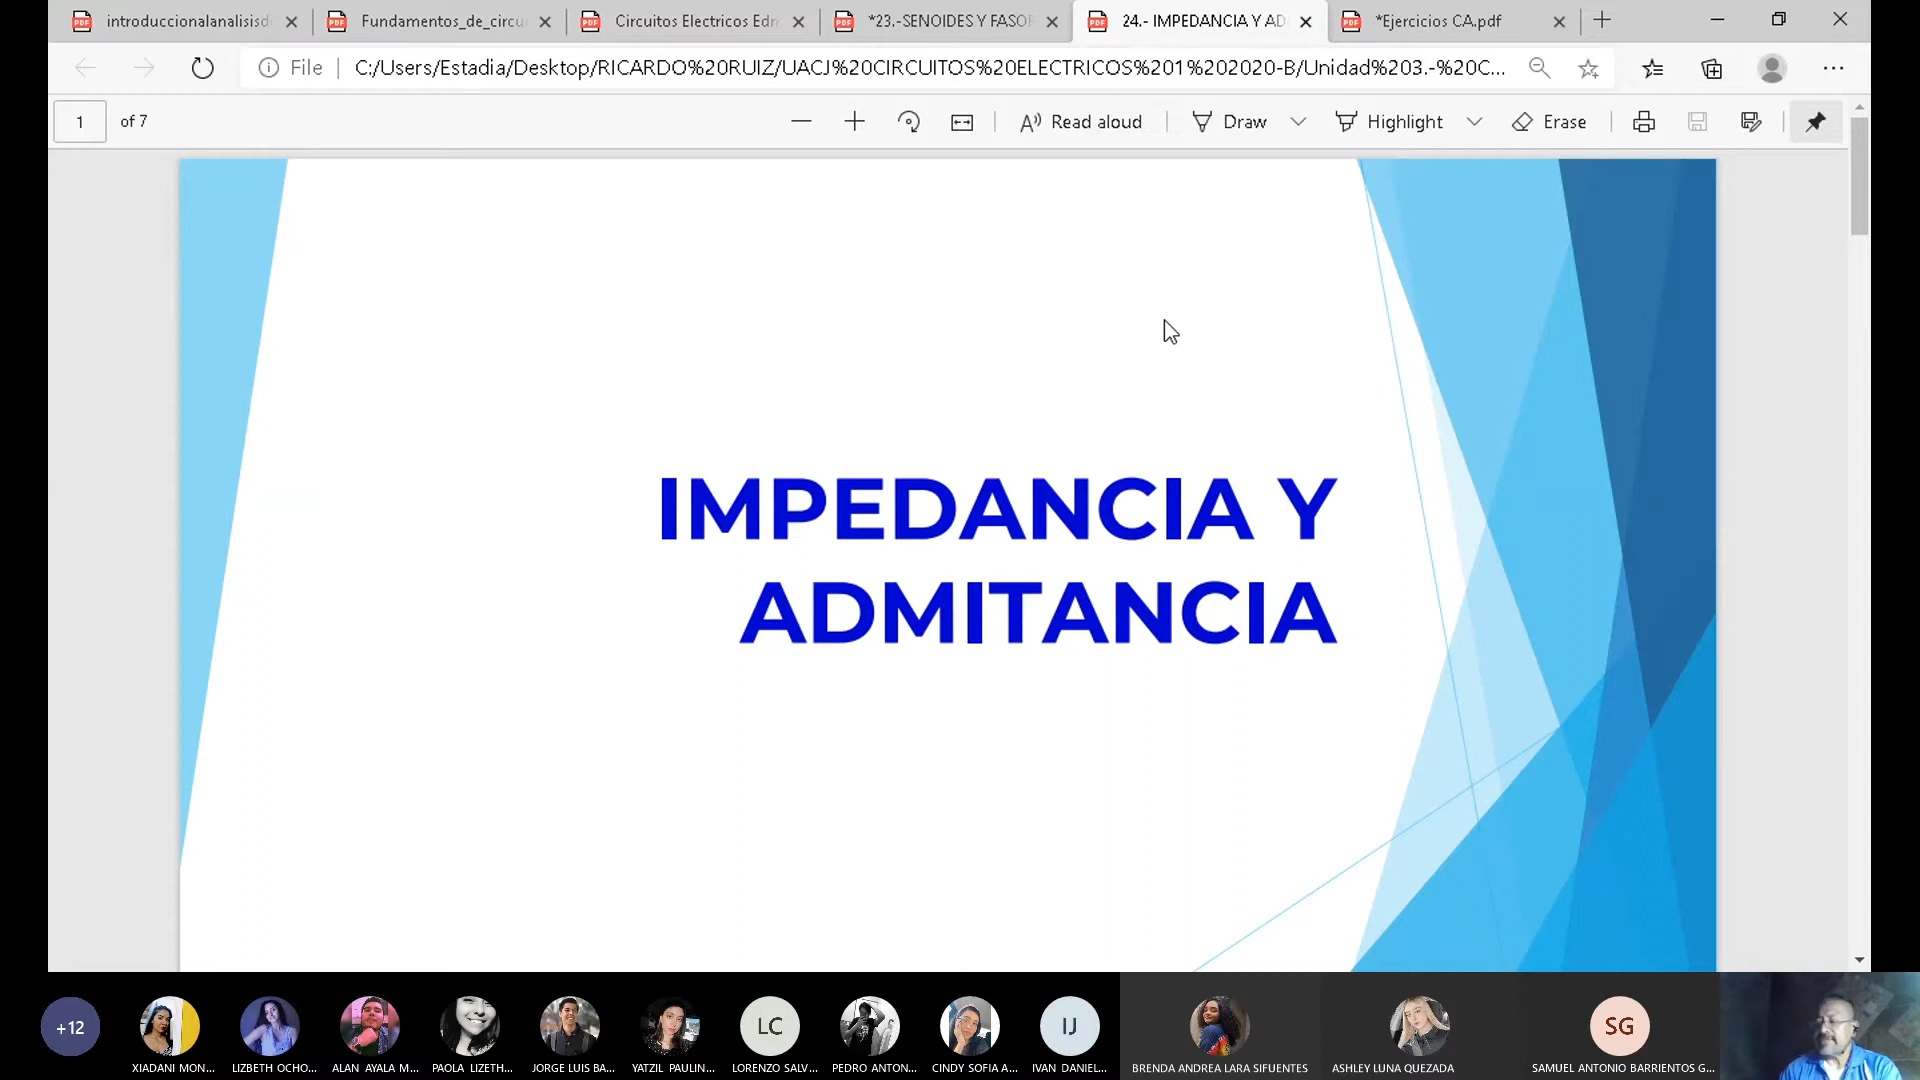 introduccionalanalisisd
Fundamentos_de_circu
Circuitos Electricos Edm
*23.-SENOIDES Y FASOR
24.- IMPEDANCIA Y AD
*Ejercicios CA.pdf
File
C:/Users/Estadia/Desktop/RICARDO%20RUIZ/UACJ%20CIRCUITOS%20ELECTRICOS%201%202020-B/Unidad%203.-%20C...
1 of 7
Read aloud
Draw
Highlight
Erase
IMPEDANCIA Y
ADMITANCIA
+12
LC
IJ
SG
XIADANI MON...
LIZBETH OCHO...
ALAN AYALA M...
PAOLA LIZETH...
JORGE LUIS BA...
YATZIL PAULIN...
LORENZO SALV...
PEDRO ANTON...
CINDY SOFIA A...
IVAN DANIEL...
BRENDA ANDREA LARA SIFUENTES
ASHLEY LUNA QUEZADA
SAMUEL ANTONIO BARRIENTOS G...